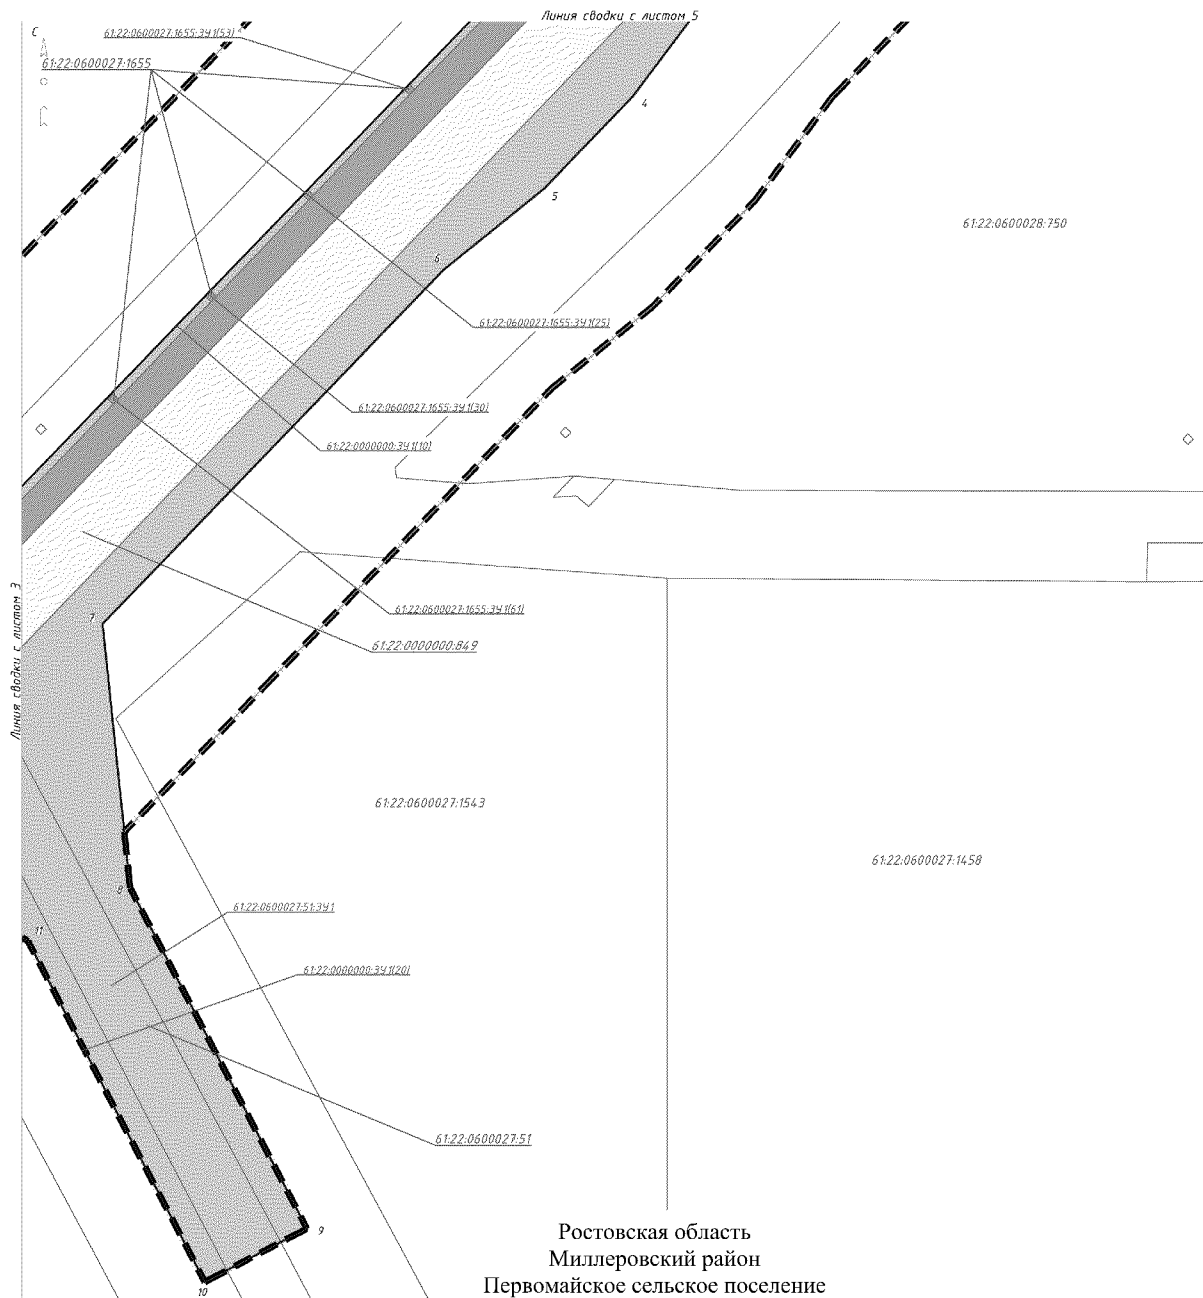 Линия сводки с листом 5
С
61:22:0600027:1655:ЗУ1(53)
61:22:0600027:1655
4
5
61:22:0600028:750
6
61:22:0600027:1655:ЗУ1(25)
61:22:0600027:1655:ЗУ1(30)
61:22:0000000:ЗУ1(10)
Линия сводки с листом 3
61:22:0600027:1655:ЗУ1(61)
7
61:22:0000000:849
61:22:0600027:1543
61:22:0600027:1458
8
61:22:0600027:51:ЗУ1
11
61:22:0000000:ЗУ1(20)
61:22:0600027:51
9
10
Ростовская область
Миллеровский район
Первомайское сельское поселение